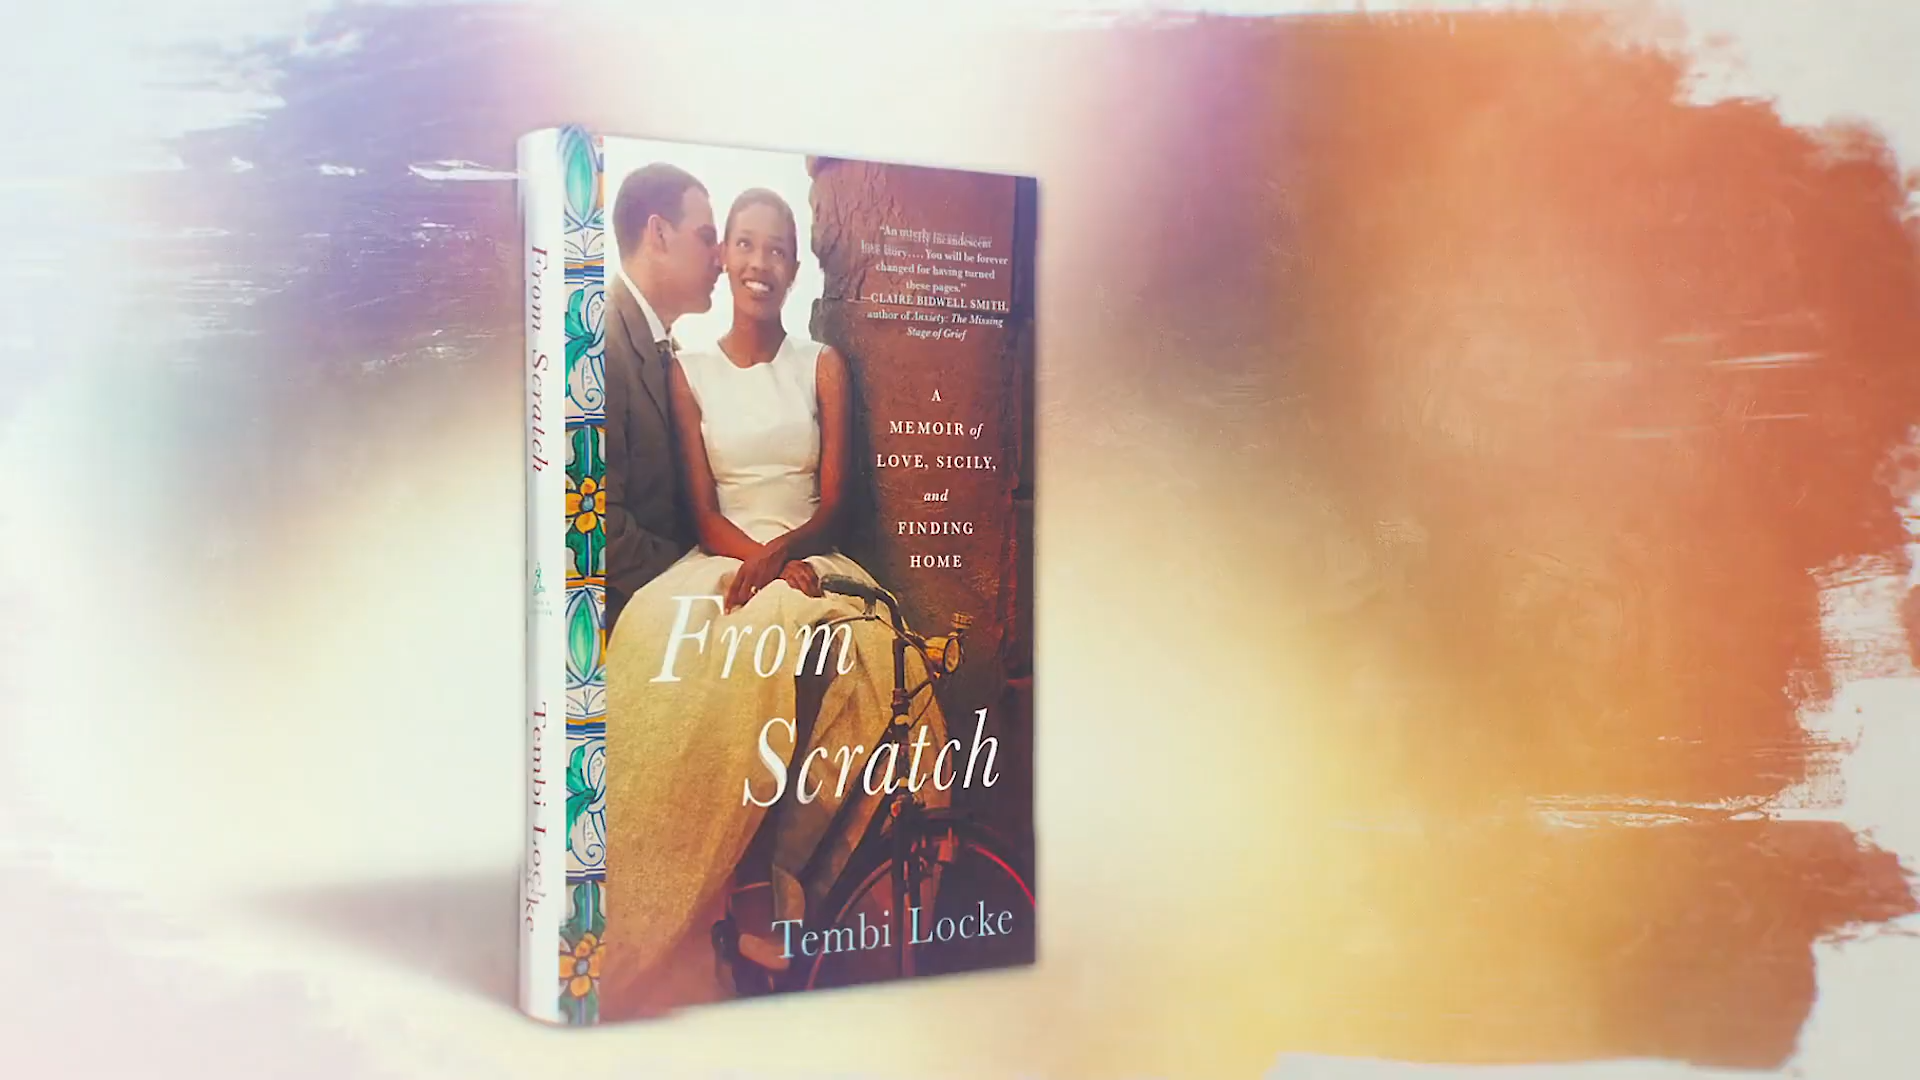 From Scratch
Tembi Locke
"An utterly incandescent
love story.... You will be forever
changed for having turned
these pages."
—CLAIRE BIDWELL SMITH,
author of Anxiety: The Missing
Stage of Grief
A
MEMOIR of
LOVE, SICILY,
and
FINDING
HOME
From
Scratch
Tembi Locke